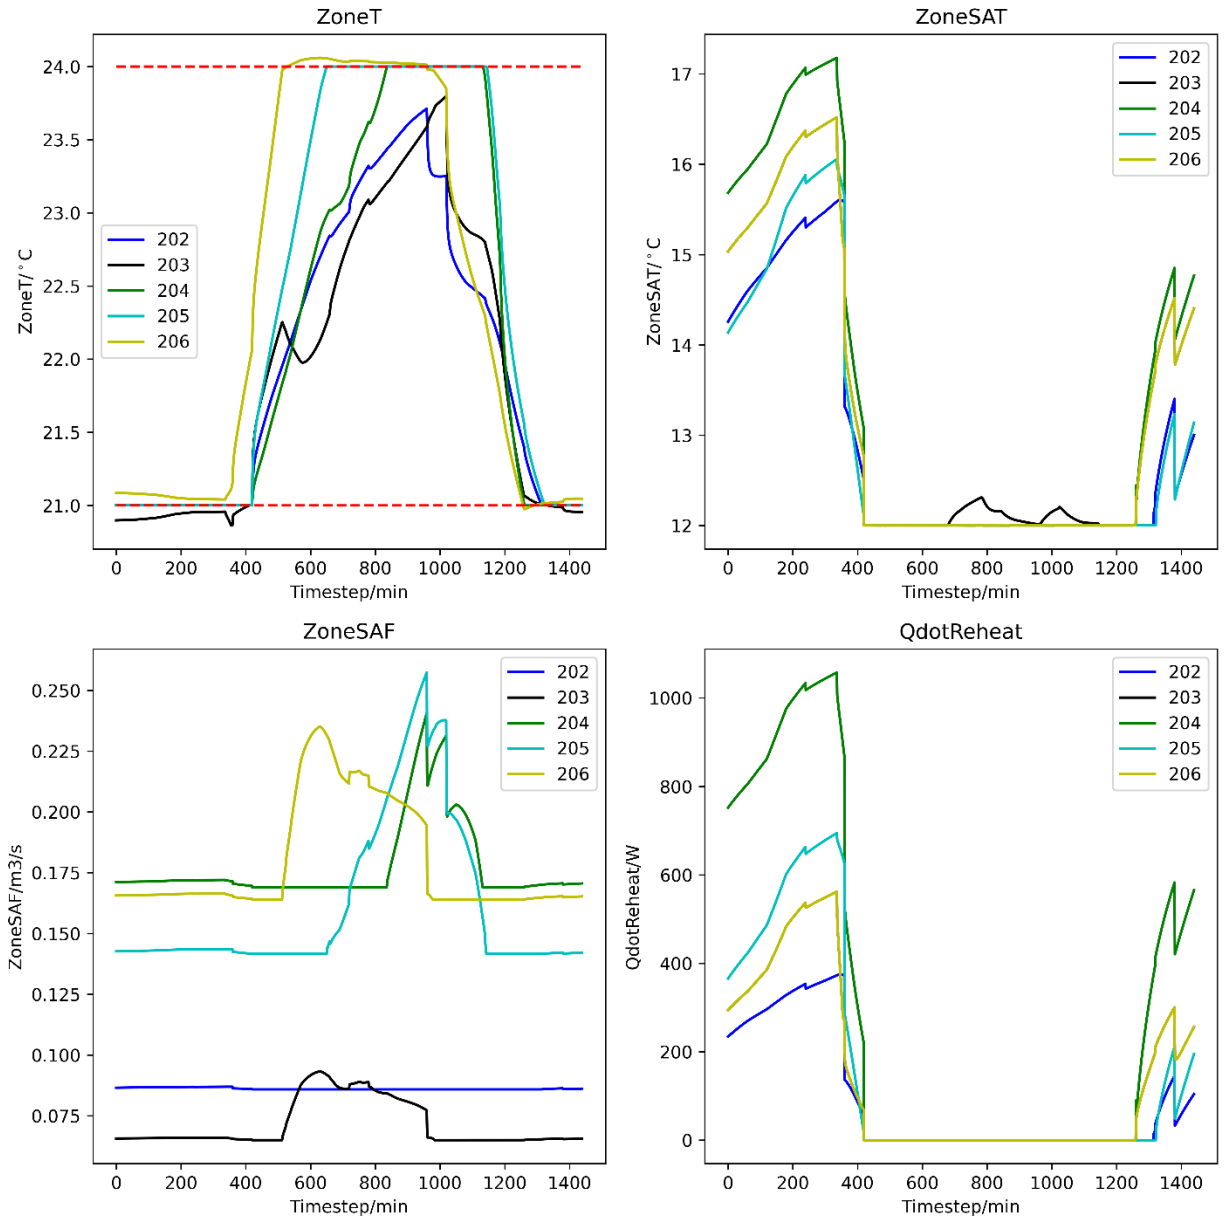 ZoneT
ZoneT/°C
24.0
23.5
23.0
22.5
22.0
21.5
21.0
202
203
204
205
206
0 200 400 600 800 1000 1200 1400
Timestep/min
ZoneSAT
ZoneSAT/°C
17
16
15
14
13
12
202
203
204
205
206
0 200 400 600 800 1000 1200 1400
Timestep/min
ZoneSAF
ZoneSAF/m3/s
0.250
0.225
0.200
0.175
0.150
0.125
0.100
0.075
202
203
204
205
206
0 200 400 600 800 1000 1200 1400
Timestep/min
QdotReheat
QdotReheat/W
1000
800
600
400
200
0
202
203
204
205
206
0 200 400 600 800 1000 1200 1400
Timestep/min